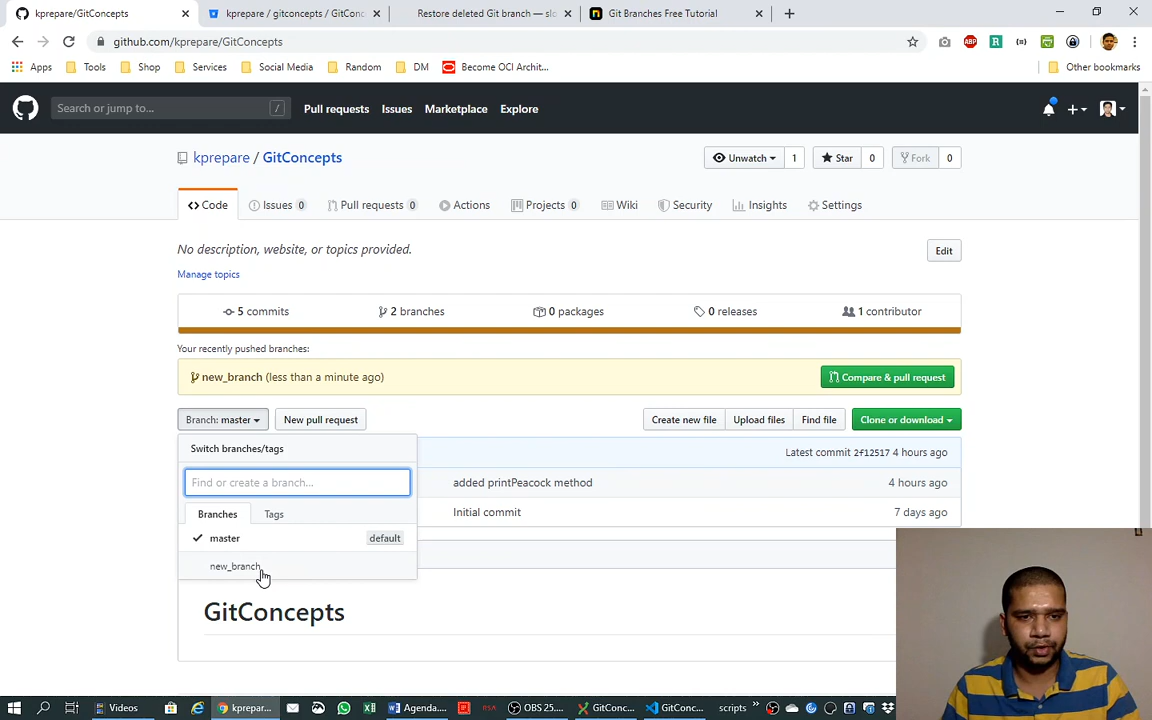 kprepare/GitConcepts
kprepare / gitconcepts / GitConc
Restore deleted Git branch — slo
Git Branches Free Tutorial
github.com/kprepare/GitConcepts
ABP
R
Apps
Tools
Shop
Services
Social Media
Random
DM
Become OCI Archit...
Other bookmarks
Search or jump to...
/
Pull requests
Issues
Marketplace
Explore
kprepare / GitConcepts
Unwatch
1
Star
0
Fork
0
Code
Issues 0
Pull requests 0
Actions
Projects 0
Wiki
Security
Insights
Settings
No description, website, or topics provided.
Edit
Manage topics
5 commits
2 branches
0 packages
0 releases
1 contributor
Your recently pushed branches:
new_branch (less than a minute ago)
Compare & pull request
Branch: master
New pull request
Create new file
Upload files
Find file
Clone or download
Switch branches/tags
Latest commit 2f12517 4 hours ago
Find or create a branch...
added printPeacock method
4 hours ago
Branches
Tags
Initial commit
7 days ago
master
default
new_branch
GitConcepts
Videos
kprepar...
Agenda....
OBS 25....
GitConc...
GitConc...
scripts